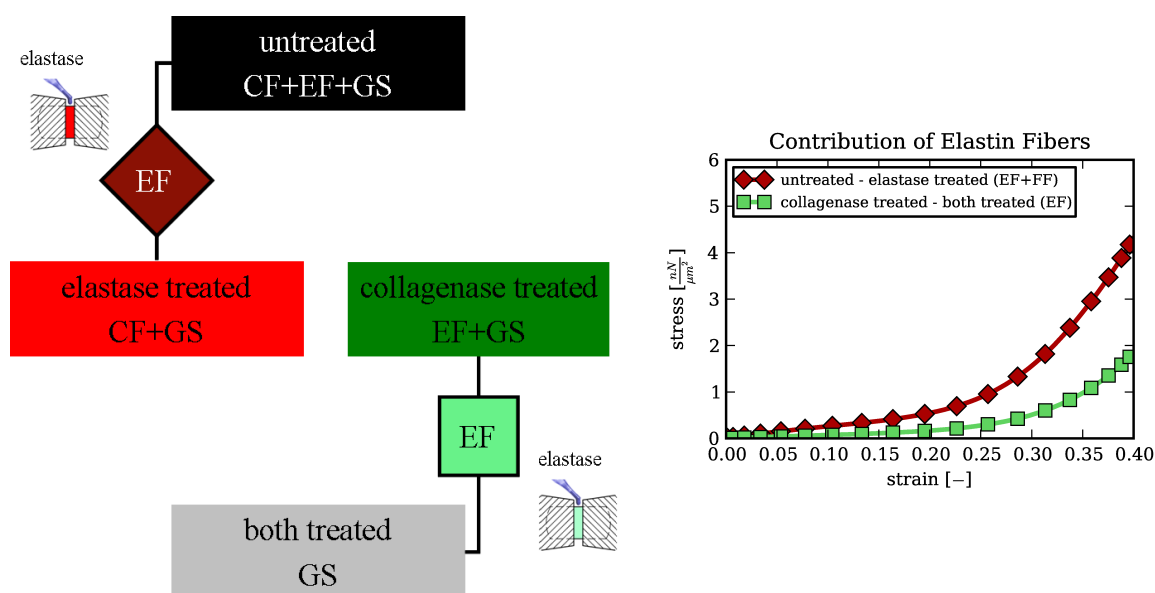 untreated
CF+EF+GS
elastase
EF
elastase treated
CF+GS
collagenase treated
EF+GS
EF
elastase
both treated
GS
Contribution of Elastin Fibers
untreated - elastase treated (EF+FF)
collagenase treated - both treated (EF)
6
5
4
3
2
1
0
stress [nN/μm²]
0.00 0.05 0.10 0.15 0.20 0.25 0.30 0.35 0.40
strain [−]